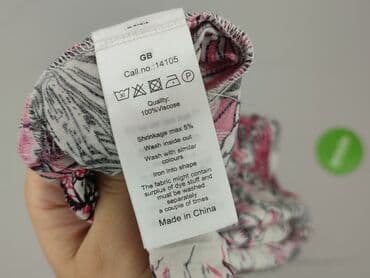 GB
Call.no.:14105
Quality:
100%Viscose
Shrinkage max 5%
Wash inside out
Wash with similar
colours
Iron into shape
The fabric might contain
surplus of dye stuff and
must be washed
separately
a couple of times
Made in China